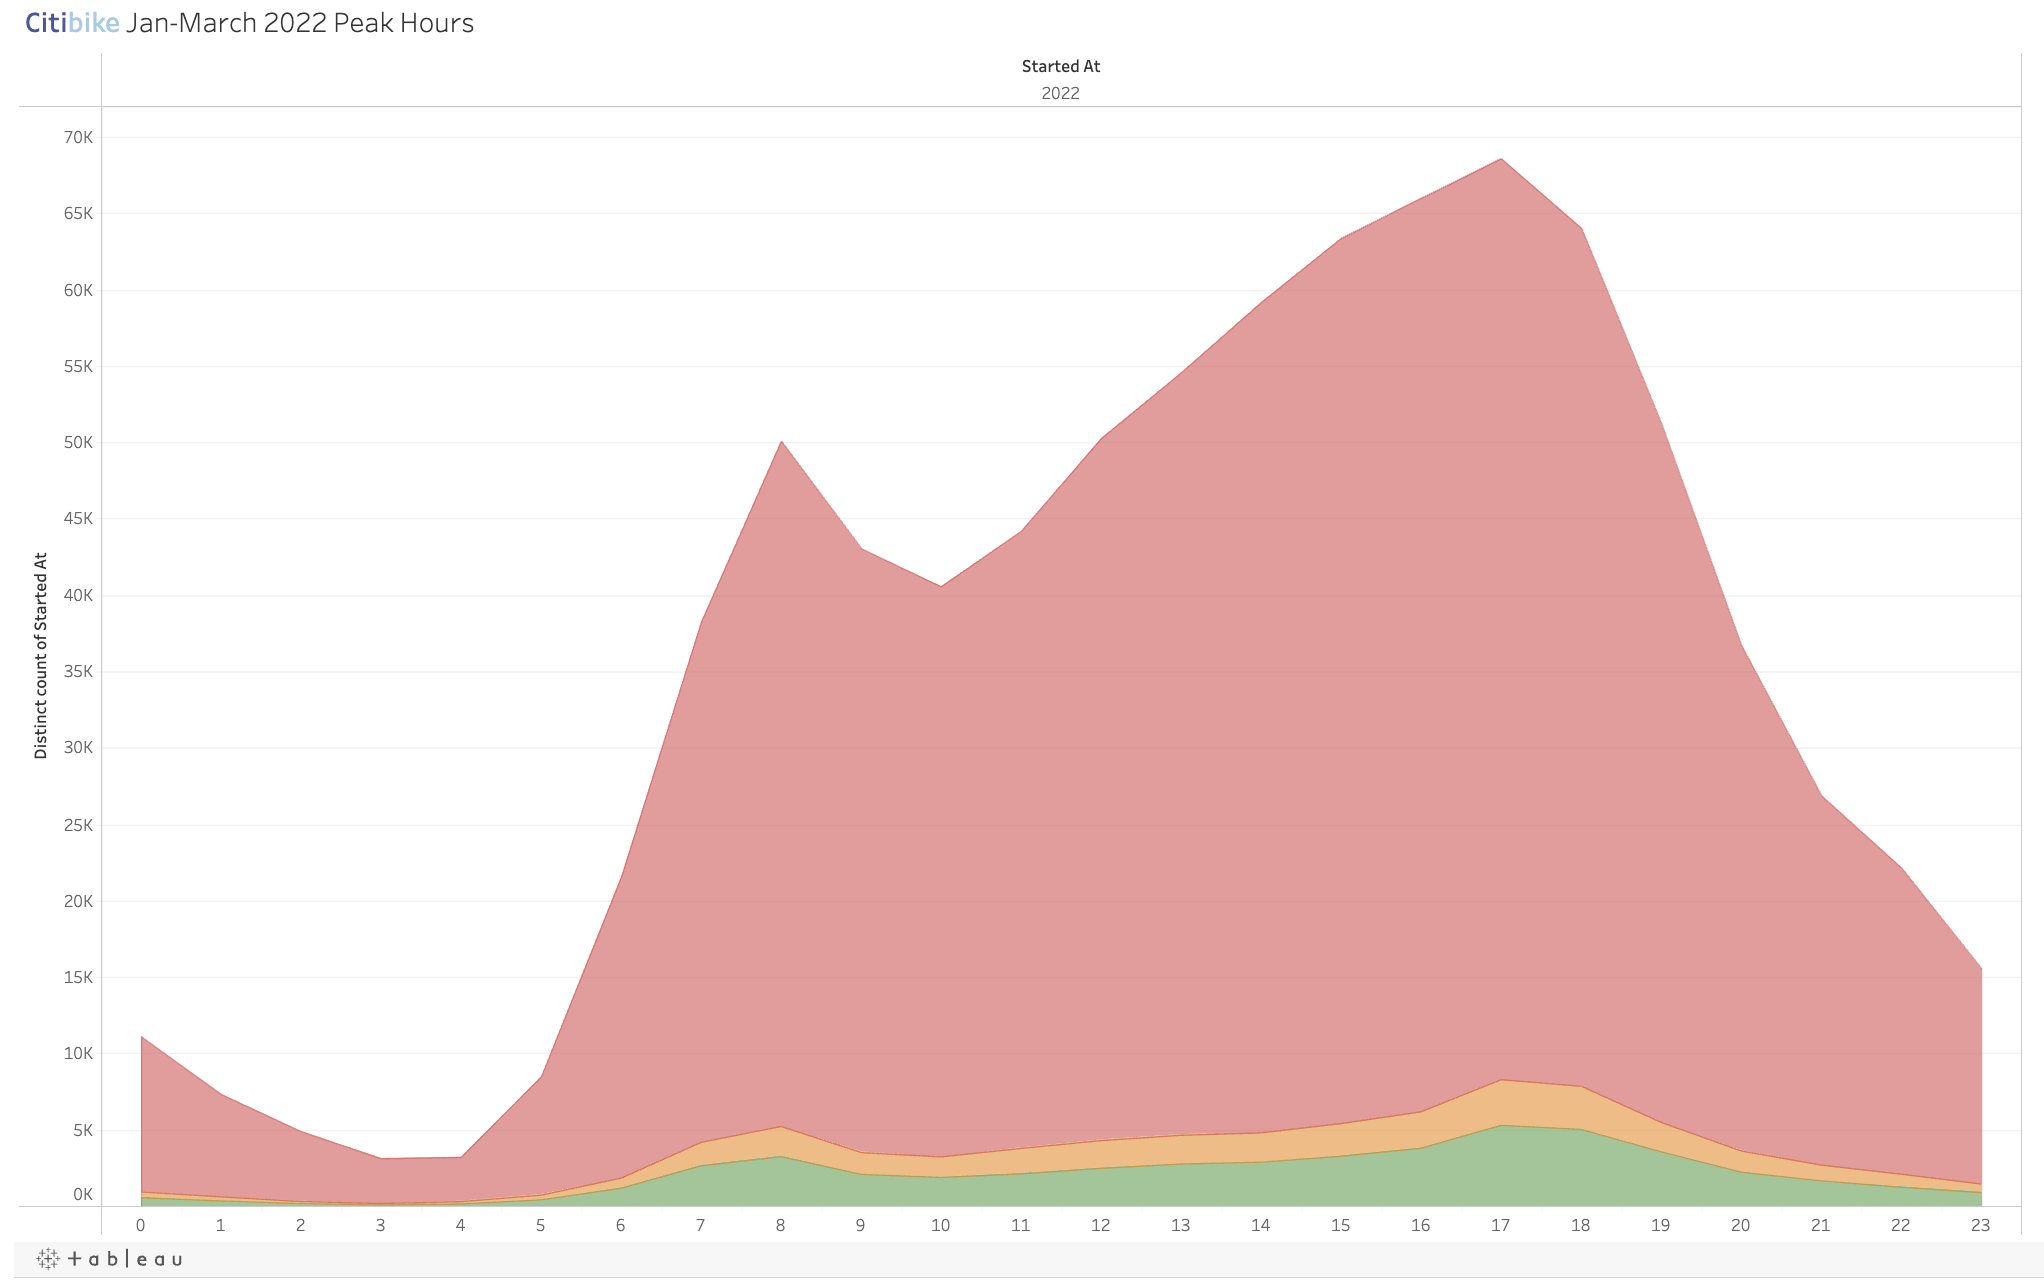 Citibike Jan-March 2022 Peak Hours
Started At
2022
Distinct count of Started At
70K
65K
60K
55K
50K
45K
40K
35K
30K
25K
20K
15K
10K
5K
0K
0 1 2 3 4 5 6 7 8 9 10 11 12 13 14 15 16 17 18 19 20 21 22 23
+ableau